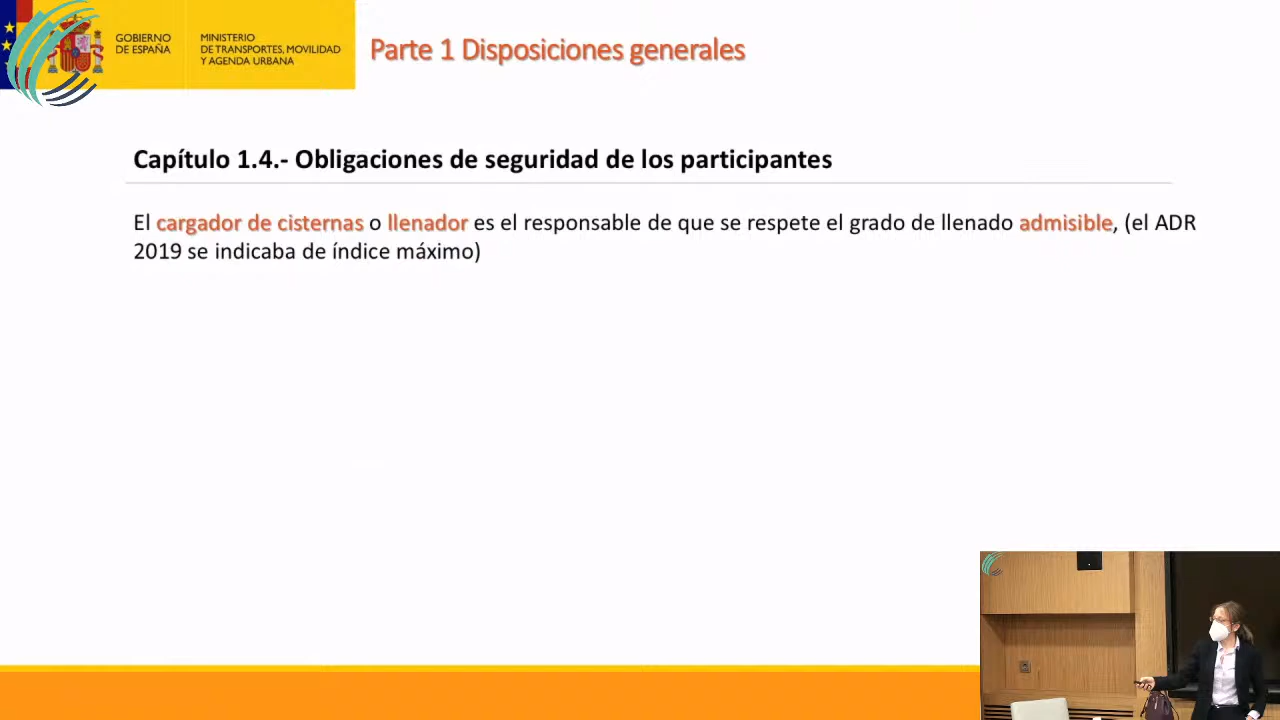 GOBIERNO
DE ESPAÑA
MINISTERIO
DE TRANSPORTES, MOVILIDAD
Y AGENDA URBANA
Parte 1 Disposiciones generales
Capítulo 1.4.- Obligaciones de seguridad de los participantes
El cargador de cisternas o llenador es el responsable de que se respete el grado de llenado admisible, (el ADR
2019 se indicaba de índice máximo)